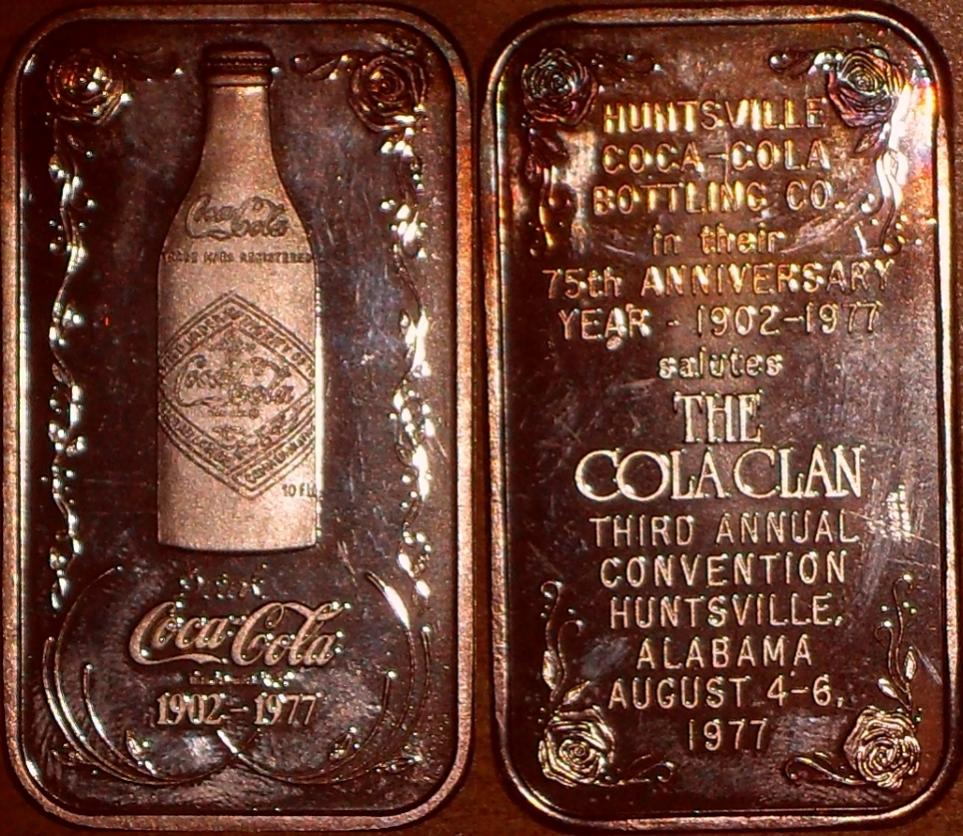 Coca-Cola
TRADE MARK REGISTERED
Coca-Cola
10 FL.
Drink
Coca-Cola
1902-1977
HUNTSVILLE
COCA-COLA
BOTTLING CO.
in their
75th ANNIVERSARY
YEAR - 1902-1977
salutes
THE
COLA CLAN
THIRD ANNUAL
CONVENTION
HUNTSVILLE,
ALABAMA
AUGUST 4-6,
1977